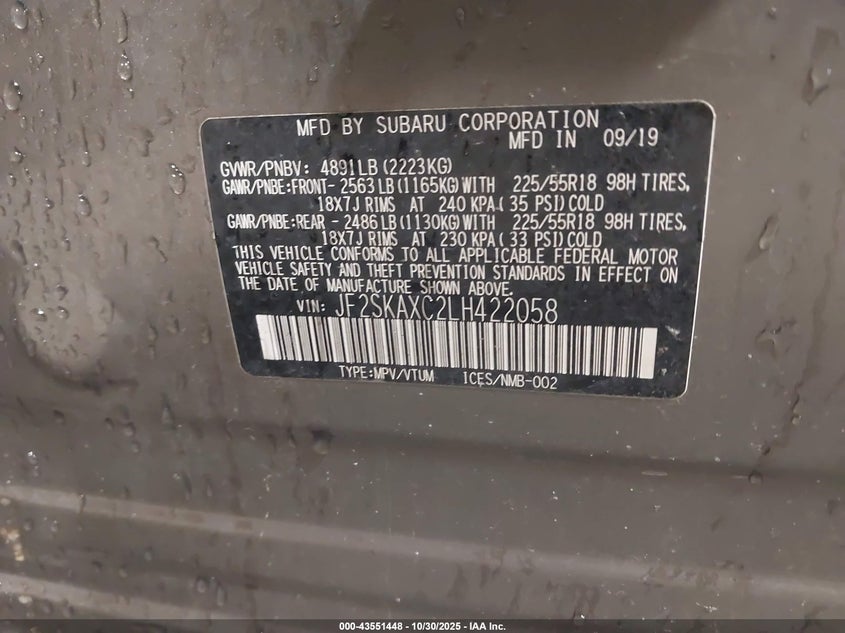 MFD BY SUBARU CORPORATION
MFD IN 09/19
GVWR/PNBV: 4891LB(2223KG)
GAWR/PNBE:FRONT- 2563LB(1165KG)WITH 225/55R18 98H TIRES,
18X7J RIMS AT 240 KPA(35 PSI)COLD
GAWR/PNBE:REAR - 2486LB(1130KG)WITH 225/55R18 98H TIRES,
18X7J RIMS AT 230 KPA(33 PSI)COLD
THIS VEHICLE CONFORMS TO ALL APPLICABLE FEDERAL MOTOR
VEHICLE SAFETY AND THEFT PREVENTION STANDARDS IN EFFECT ON
THE DATE OF MANUFACTURE SHOWN ABOVE.
VIN: JF2SKAXC2LH422058
TYPE:MPV/VTUM ICES/NMB-002
000-43551448 - 10/30/2025 - IAA Inc.